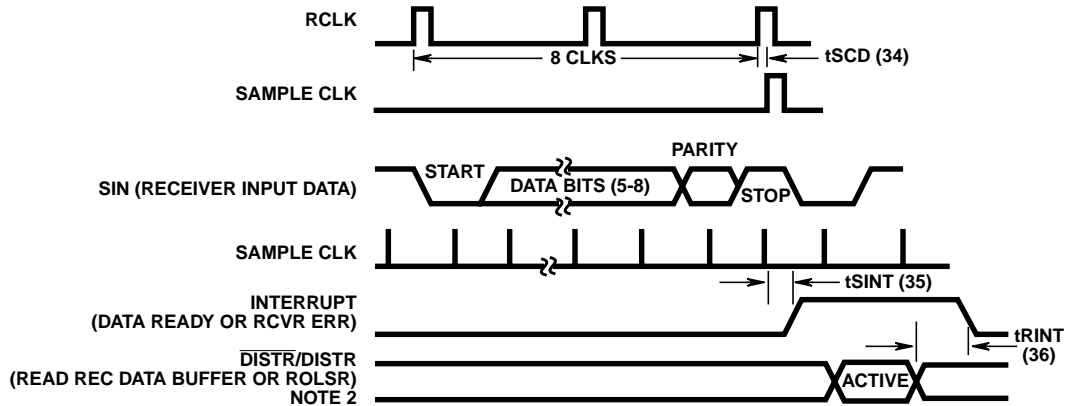 RCLK
8 CLKS
tSCD (34)
SAMPLE CLK
PARITY
START
SIN (RECEIVER INPUT DATA)
DATA BITS (5-8)
STOP
SAMPLE CLK
tSINT (35)
INTERRUPT
(DATA READY OR RCVR ERR)
tRINT
(36)
DISTR/DISTR
(READ REC DATA BUFFER OR ROLSR)
ACTIVE
NOTE 2